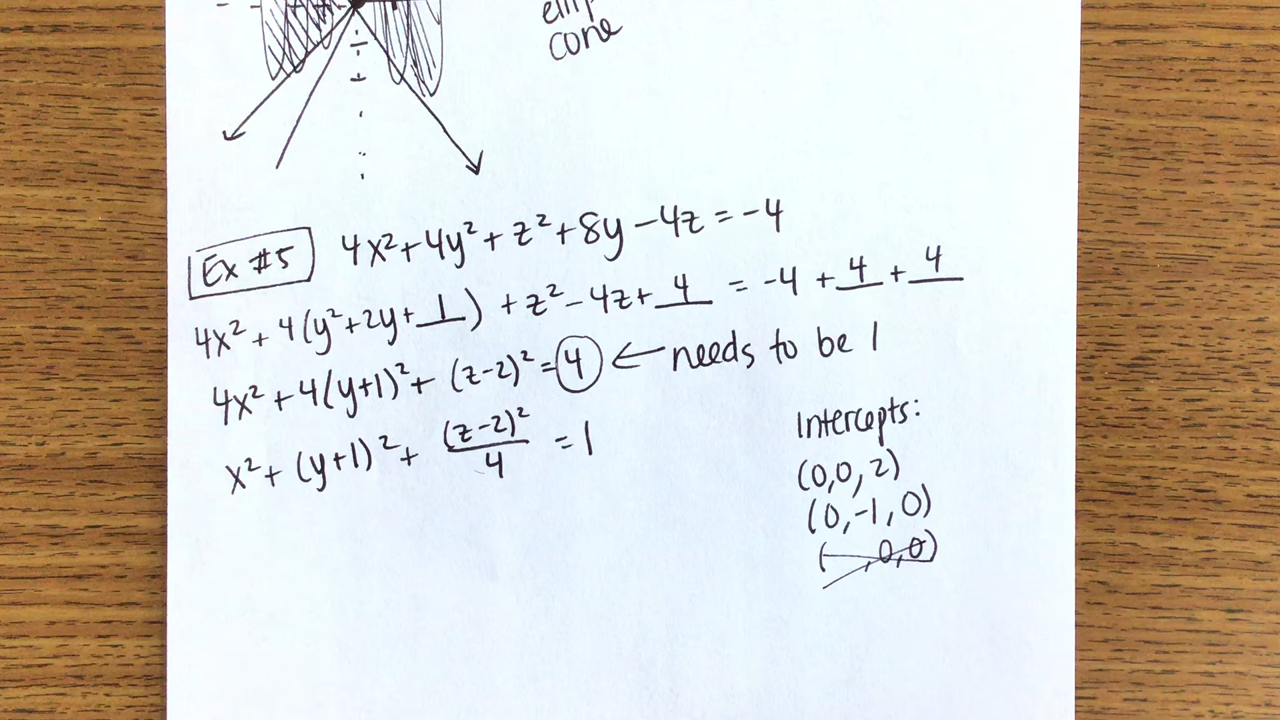 cone
Ex #5 4x² + 4y² + z² + 8y - 4z = -4
4x² + 4(y² + 2y + 1) + z² - 4z + 4 = -4 + 4 + 4
4x² + 4(y+1)² + (z-2)² = 4 ← needs to be 1
x² + (y+1)² + (z-2)²/4 = 1
Intercepts:
(0,0,2)
(0,-1,0)
( ,0,0)